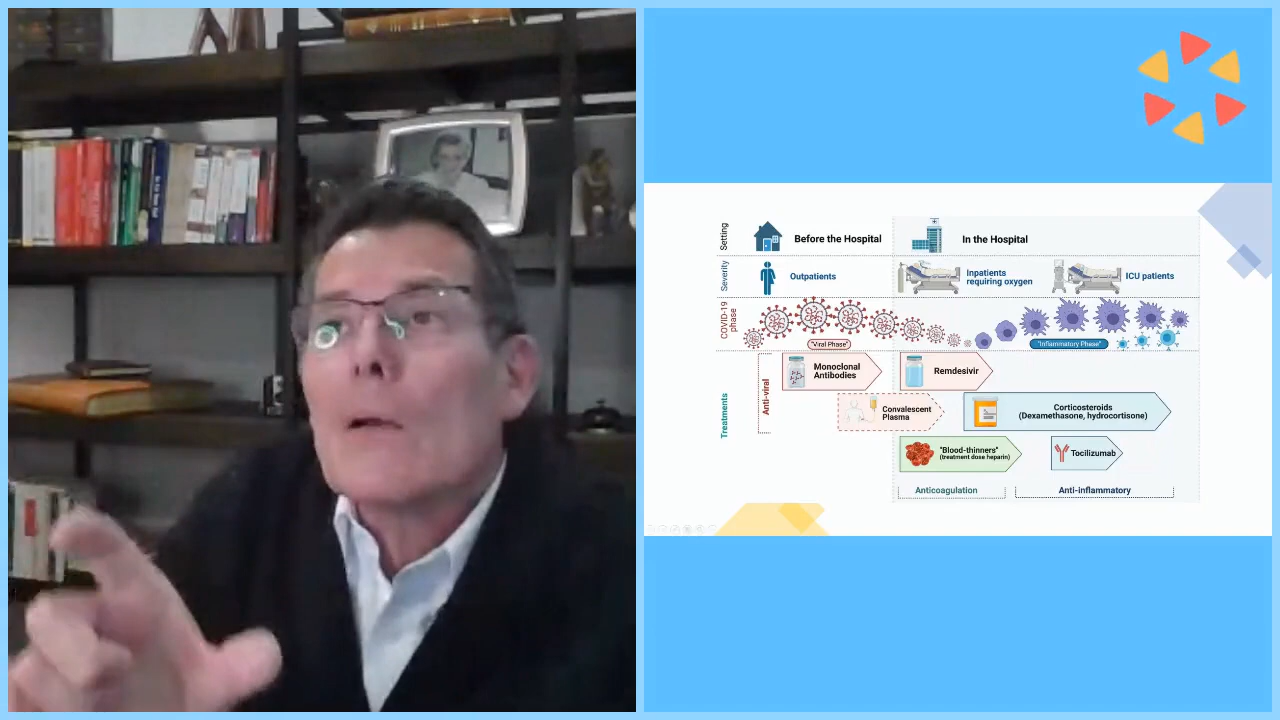 Setting
Before the Hospital
In the Hospital
Severity
Outpatients
Inpatients
requiring oxygen
ICU patients
COVID-19
phase
"Viral Phase"
"Inflammatory Phase"
Treatments
Anti-viral
Monoclonal
Antibodies
Remdesivir
Convalescent
Plasma
Corticosteroids
(Dexamethasone, hydrocortisone)
"Blood-thinners"
(treatment dose heparin)
Tocilizumab
Anticoagulation
Anti-inflammatory